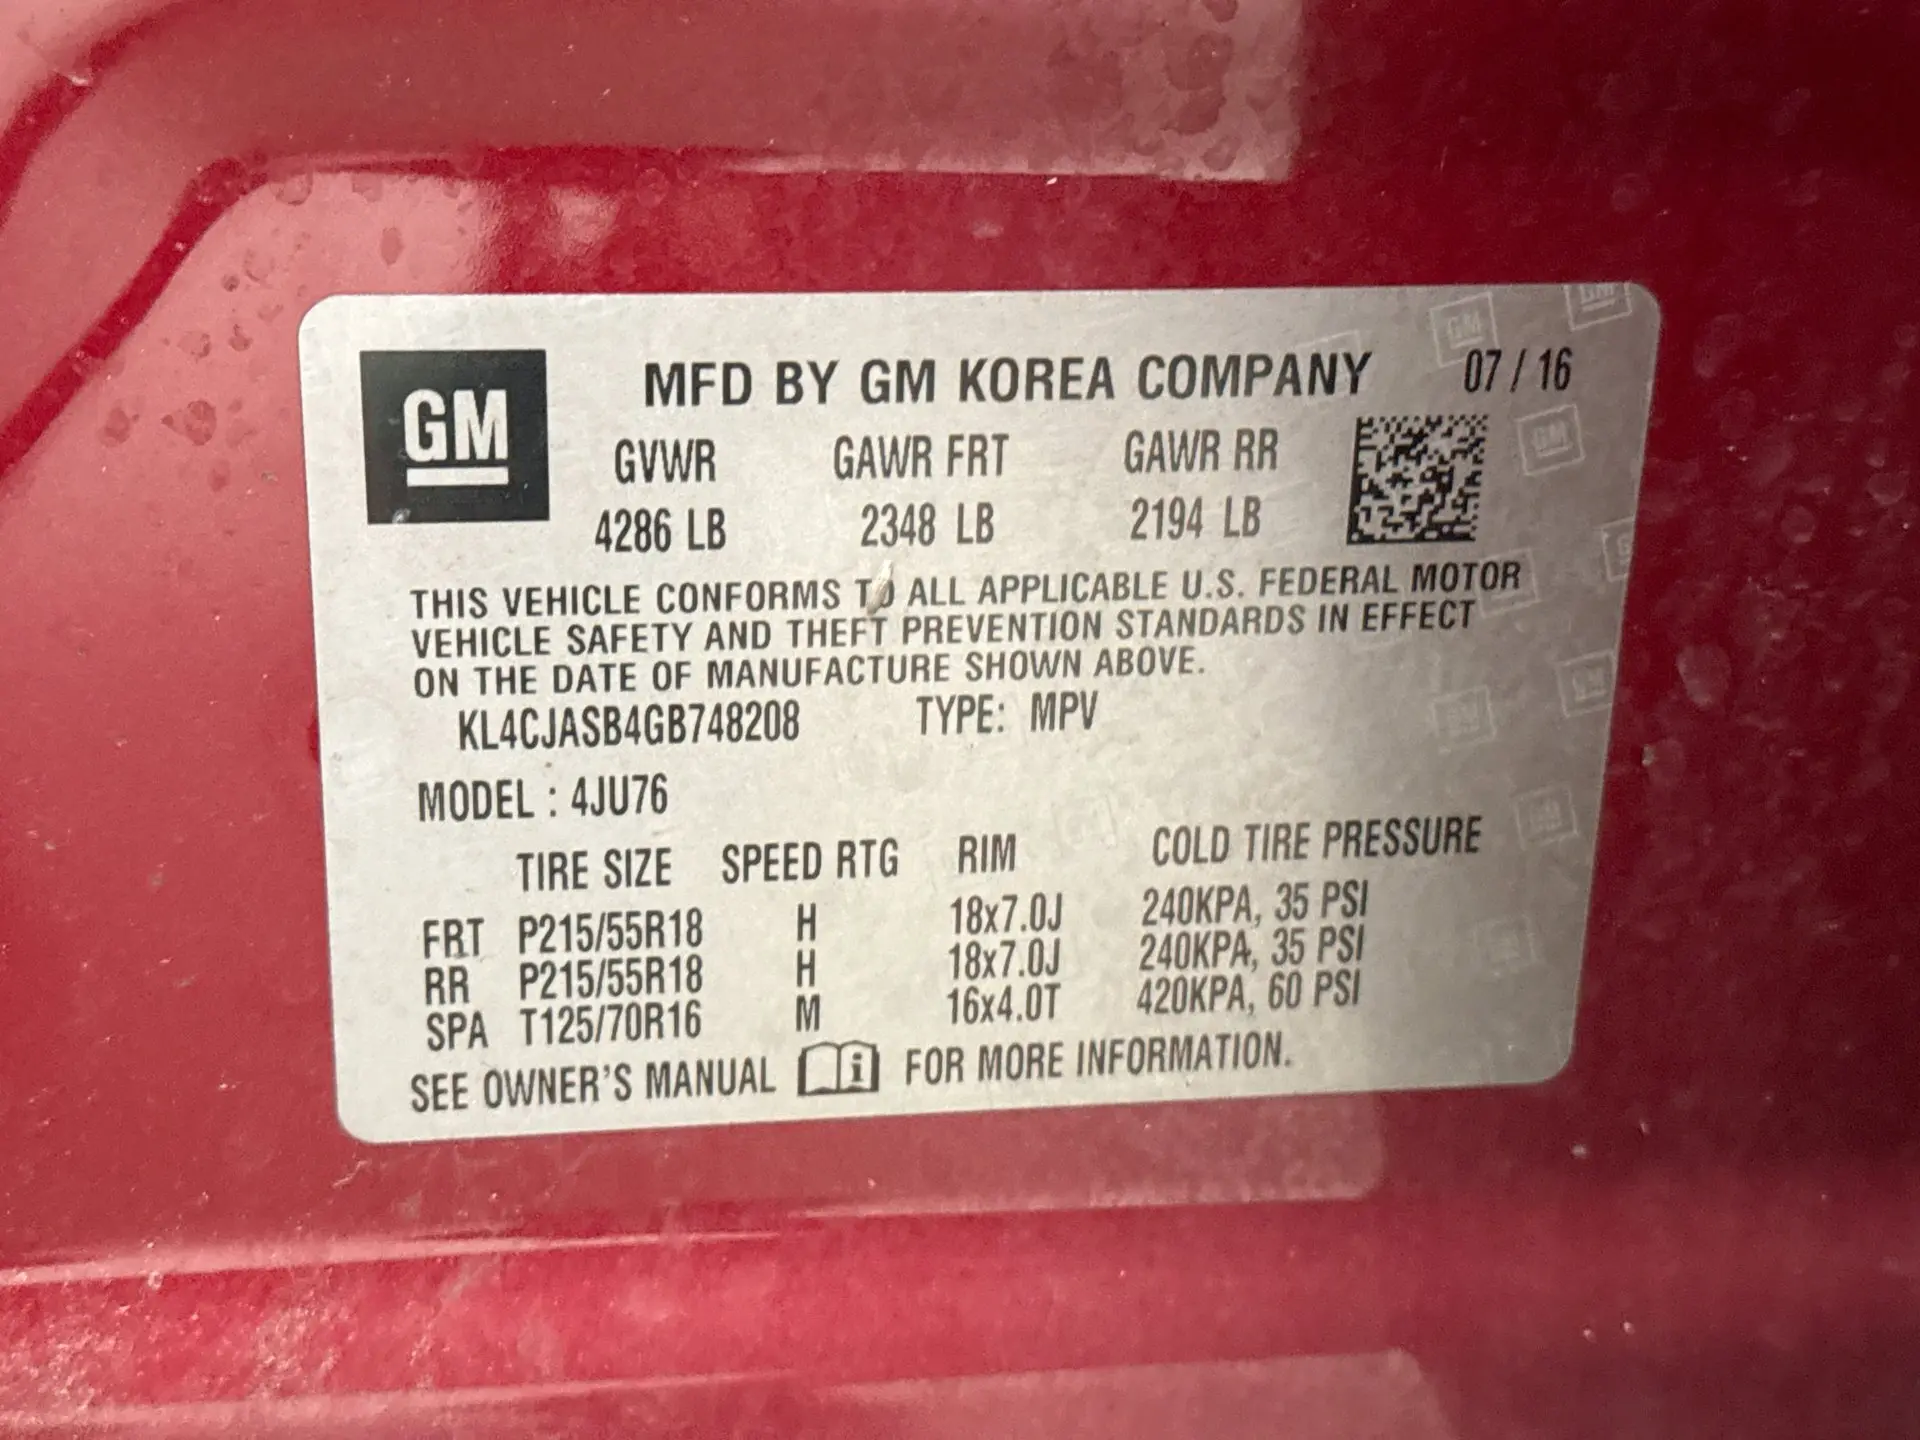 GM
MFD BY GM KOREA COMPANY 07 / 16
GVWR GAWR FRT GAWR RR
4286 LB 2348 LB 2194 LB
THIS VEHICLE CONFORMS TO ALL APPLICABLE U.S. FEDERAL MOTOR
VEHICLE SAFETY AND THEFT PREVENTION STANDARDS IN EFFECT
ON THE DATE OF MANUFACTURE SHOWN ABOVE.
KL4CJASB4GB748208 TYPE: MPV
MODEL : 4JU76
TIRE SIZE SPEED RTG RIM COLD TIRE PRESSURE
FRT P215/55R18 H 18x7.0J 240KPA, 35 PSI
RR P215/55R18 H 18x7.0J 240KPA, 35 PSI
SPA T125/70R16 M 16x4.0T 420KPA, 60 PSI
SEE OWNER'S MANUAL i FOR MORE INFORMATION.